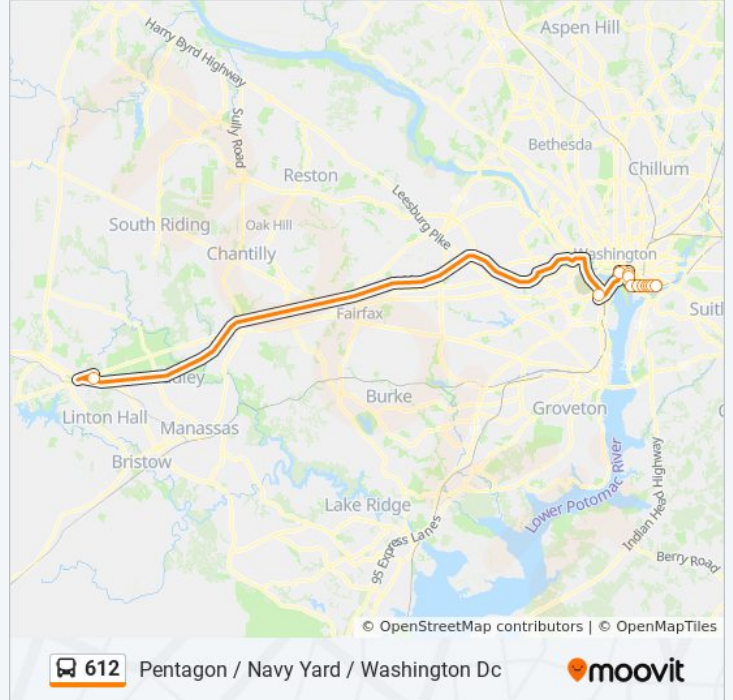 Aspen Hill
Harry Byrd Highway
Sully Road
Bethesda
Chillum
Reston
Leesburg Pike
South Riding
Oak Hill
Chantilly
Washington
Fairfax
Suitl
Linton Hall
Manassas
Burke
Groveton
Bristow
Lower Potomac River
Indian Head Highway
Lake Ridge
95 Express Lanes
Berry Road
© OpenStreetMap contributors | © OpenMapTiles
612 Pentagon / Navy Yard / Washington Dc
moovit